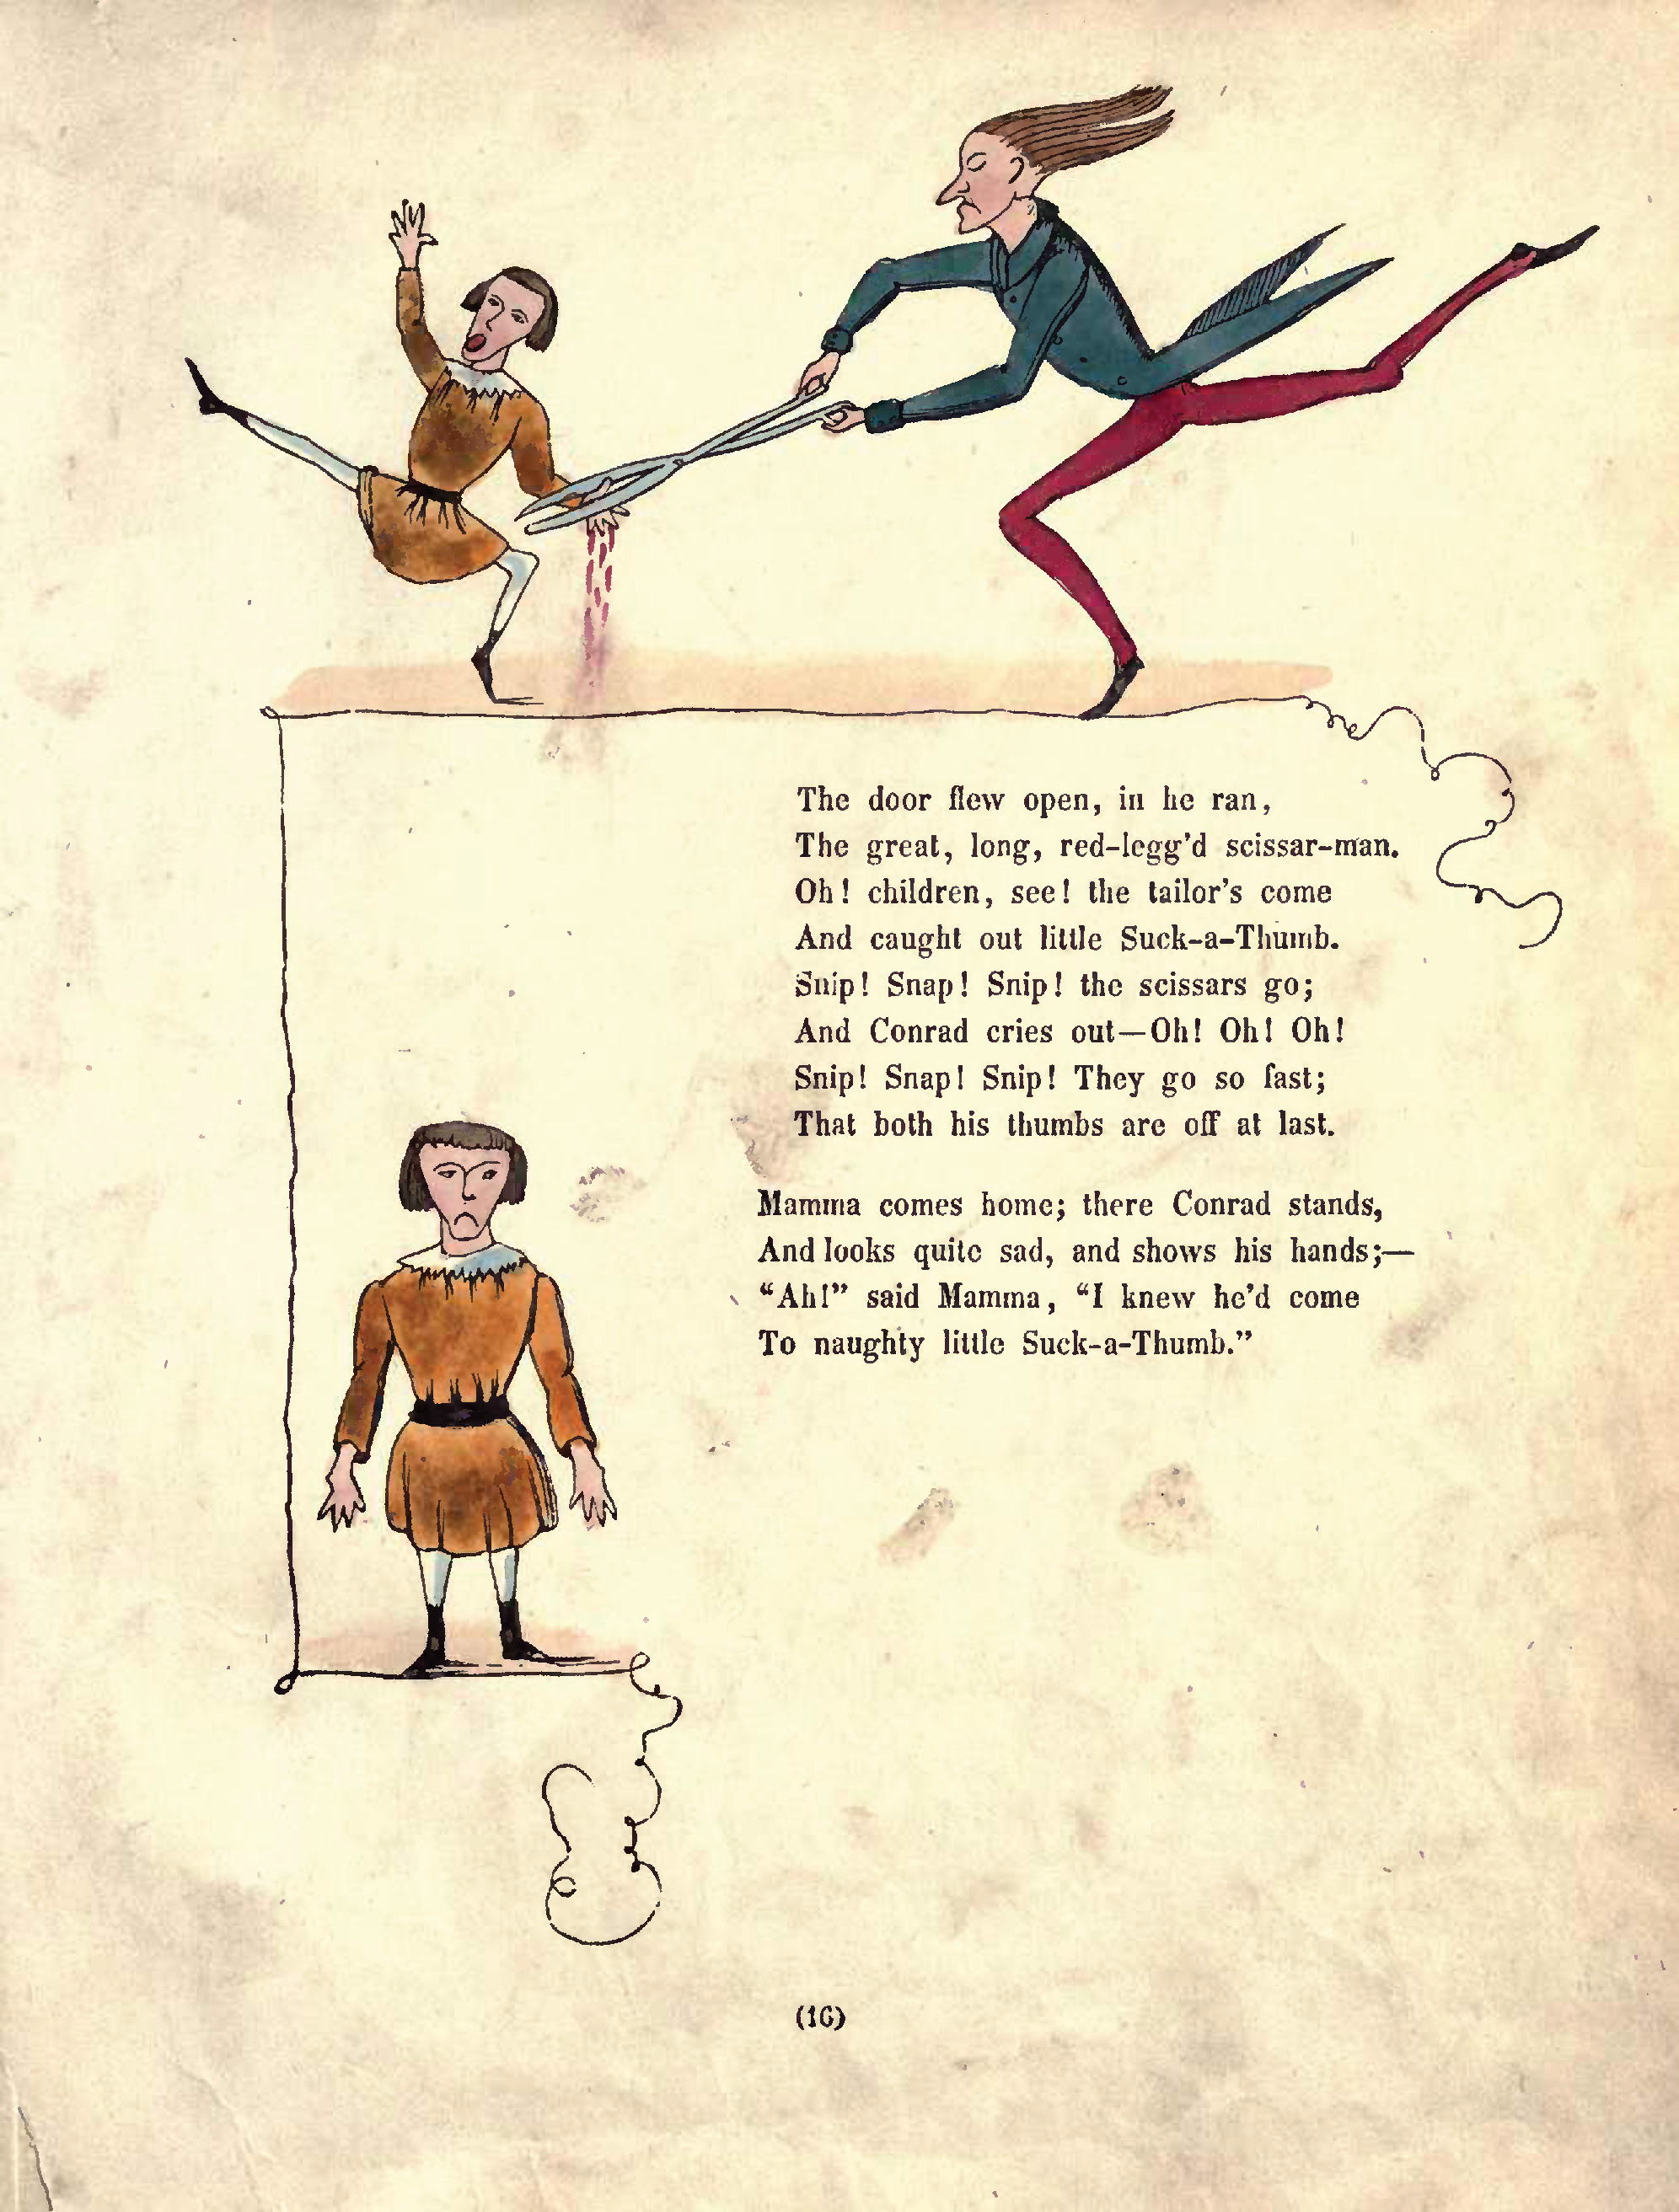 The door flew open, in he ran,
The great, long, red-legg'd scissar-man.
Oh! children, see! the tailor's come
And caught out little Suck-a-Thumb.
Snip! Snap! Snip! the scissars go;
And Conrad cries out—Oh! Oh! Oh!
Snip! Snap! Snip! They go so fast;
That both his thumbs are off at last.
Mamma comes home; there Conrad stands,
And looks quite sad, and shows his hands;—
“Ah!” said Mamma, “I knew he'd come
To naughty little Suck-a-Thumb.”
(16)